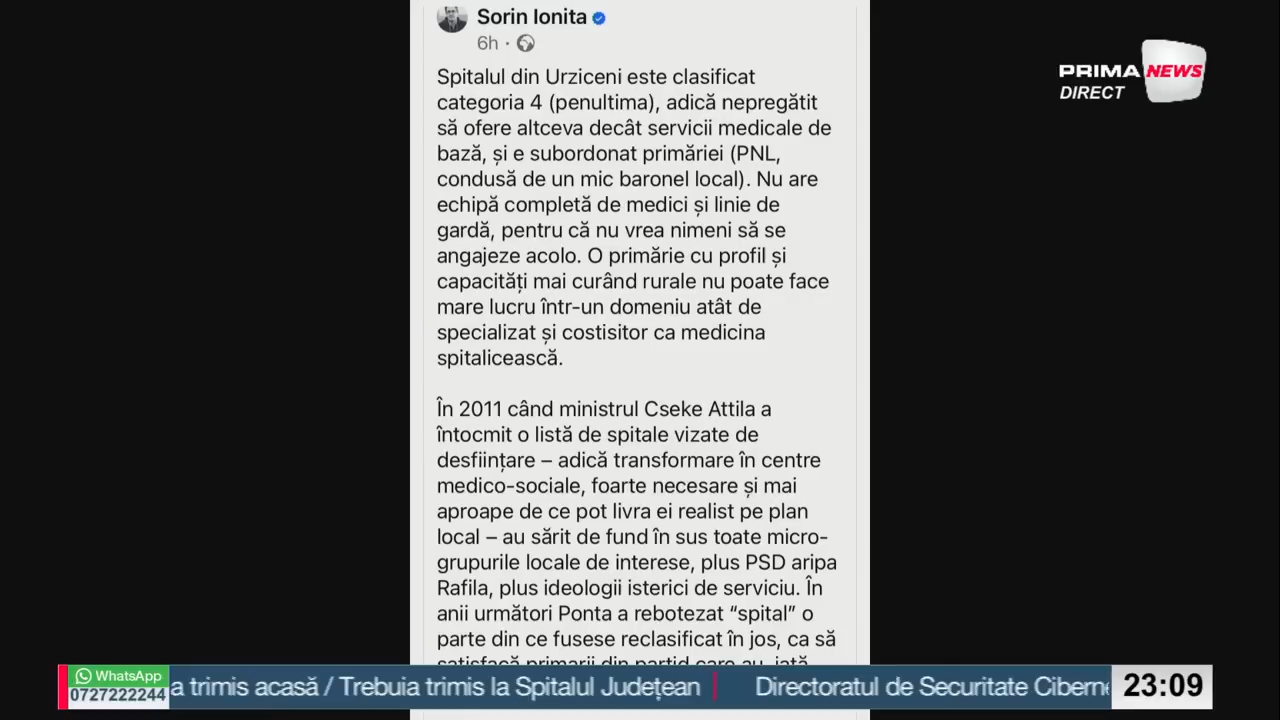 Sorin Ionita
6h ·
Spitalul din Urziceni este clasificat
categoria 4 (penultima), adică nepregătit
să ofere altceva decât servicii medicale de
bază, și e subordonat primăriei (PNL,
condusă de un mic baronel local). Nu are
echipă completă de medici și linie de
gardă, pentru că nu vrea nimeni să se
angajeze acolo. O primărie cu profil și
capacități mai curând rurale nu poate face
mare lucru într-un domeniu atât de
specializat și costisitor ca medicina
spitalicească.
În 2011 când ministrul Cseke Attila a
întocmit o listă de spitale vizate de
desființare – adică transformare în centre
medico-sociale, foarte necesare și mai
aproape de ce pot livra ei realist pe plan
local – au sărit de fund în sus toate micro-
grupurile locale de interese, plus PSD aripa
Rafila, plus ideologii isterici de serviciu. În
anii următori Ponta a rebotezat “spital” o
parte din ce fusese reclasificat în jos, ca să
satisfacă primarii din partid care au, iată
PRIMA NEWS
DIRECT
WhatsApp
0727222244
a trimis acasă / Trebuia trimis la Spitalul Județean | Directoratul de Securitate Ciberne
23:09